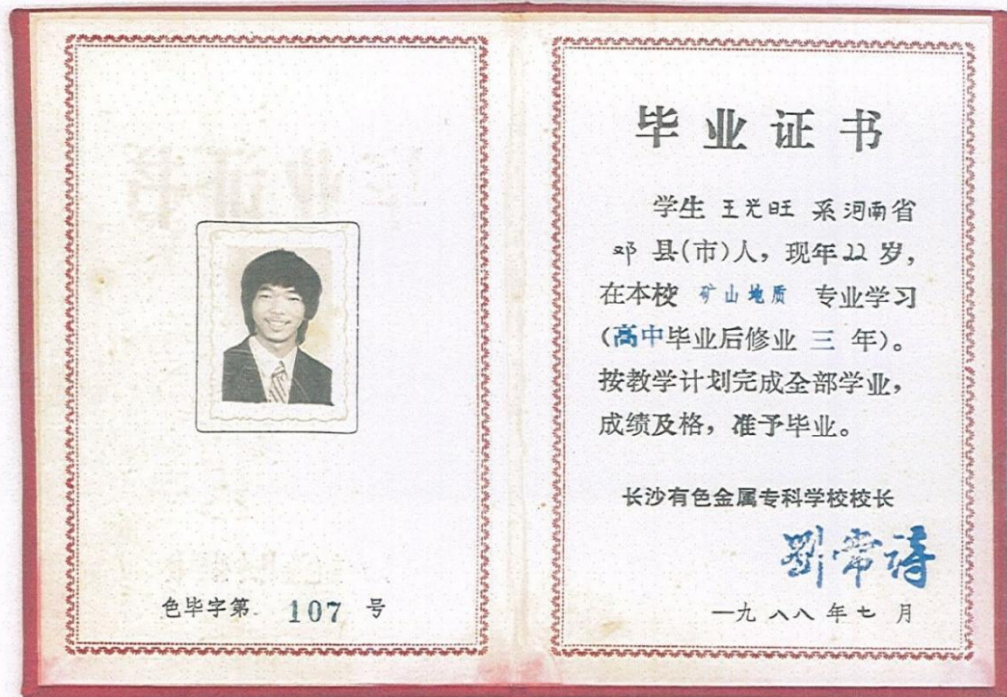 色毕字第 107 号
毕业证书
学生 王光旺 系河南省
邓 县(市)人，现年22岁，
在本校 矿山地质 专业学习
(高中毕业后修业 三 年)。
按教学计划完成全部学业，
成绩及格，准予毕业。
长沙有色金属专科学校校长
劉常诗
一九八八年七月